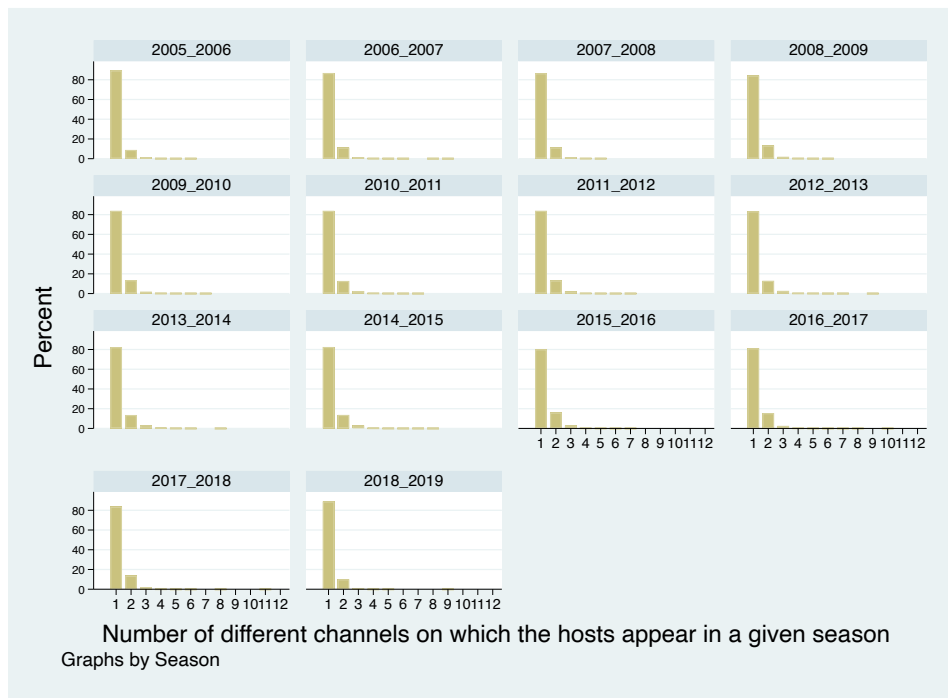 2005_2006 2006_2007 2007_2008 2008_2009
80
60
40
20
0
2009_2010 2010_2011 2011_2012 2012_2013
80
60
40
20
0
Percent
2013_2014 2014_2015 2015_2016 2016_2017
80
60
40
20
0
1 2 3 4 5 6 7 8 9 10 11 12 1 2 3 4 5 6 7 8 9 10 11 12
2017_2018 2018_2019
80
60
40
20
0
1 2 3 4 5 6 7 8 9 10 11 12 1 2 3 4 5 6 7 8 9 10 11 12
Number of different channels on which the hosts appear in a given season
Graphs by Season